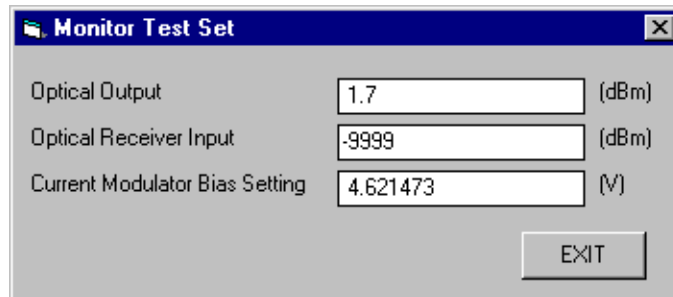 Monitor Test Set
Optical Output 1.7 (dBm)
Optical Receiver Input -9999 (dBm)
Current Modulator Bias Setting 4.621473 (V)
EXIT